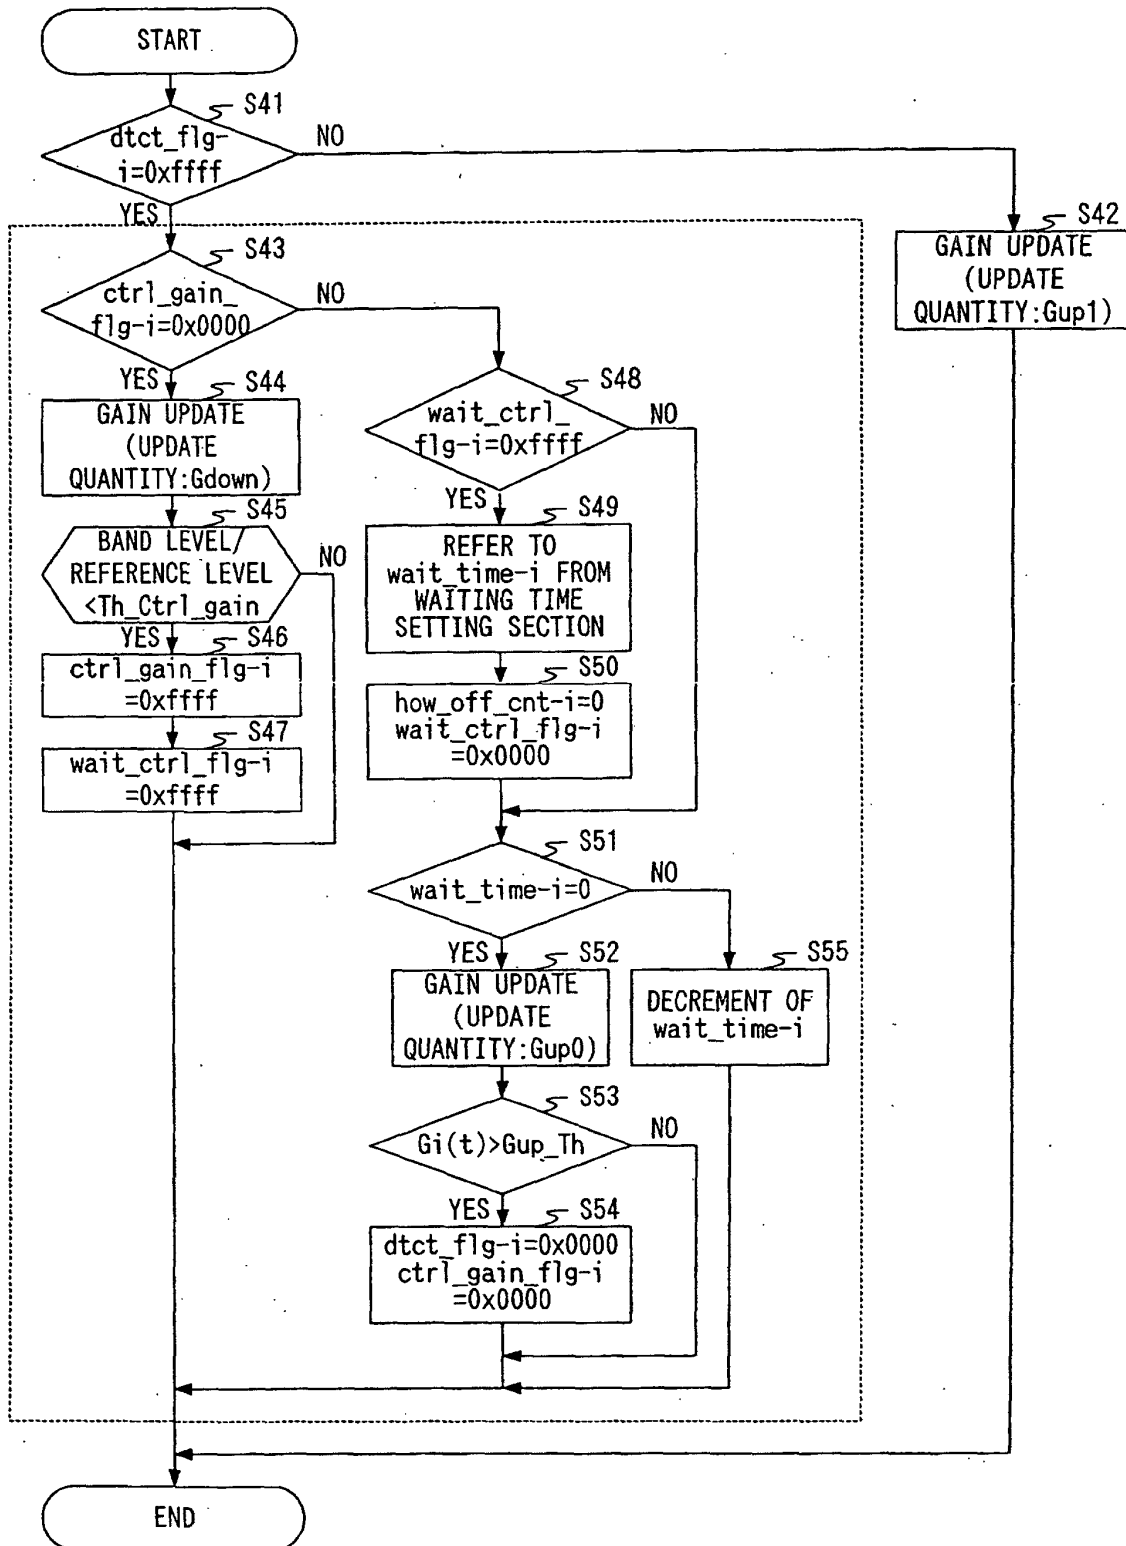 START
S41
dtct_flg-
i=0xffff
NO
YES
S42
GAIN UPDATE
(UPDATE
QUANTITY:Gup1)
S43
ctrl_gain_
flg-i=0x0000
NO
YES
S44
GAIN UPDATE
(UPDATE
QUANTITY:Gdown)
S45
BAND LEVEL/
REFERENCE LEVEL
<Th_Ctrl_gain
NO
YES
S46
ctrl_gain_flg-i
=0xffff
S47
wait_ctrl_flg-i
=0xffff
S48
wait_ctrl_
flg-i=0xffff
NO
YES
S49
REFER TO
wait_time-i FROM
WAITING TIME
SETTING SECTION
S50
how_off_cnt-i=0
wait_ctrl_flg-i
=0x0000
S51
wait_time-i=0
NO
YES
S52
GAIN UPDATE
(UPDATE
QUANTITY:Gup0)
S55
DECREMENT OF
wait_time-i
S53
Gi(t)>Gup_Th
NO
YES
S54
dtct_flg-i=0x0000
ctrl_gain_flg-i
=0x0000
END